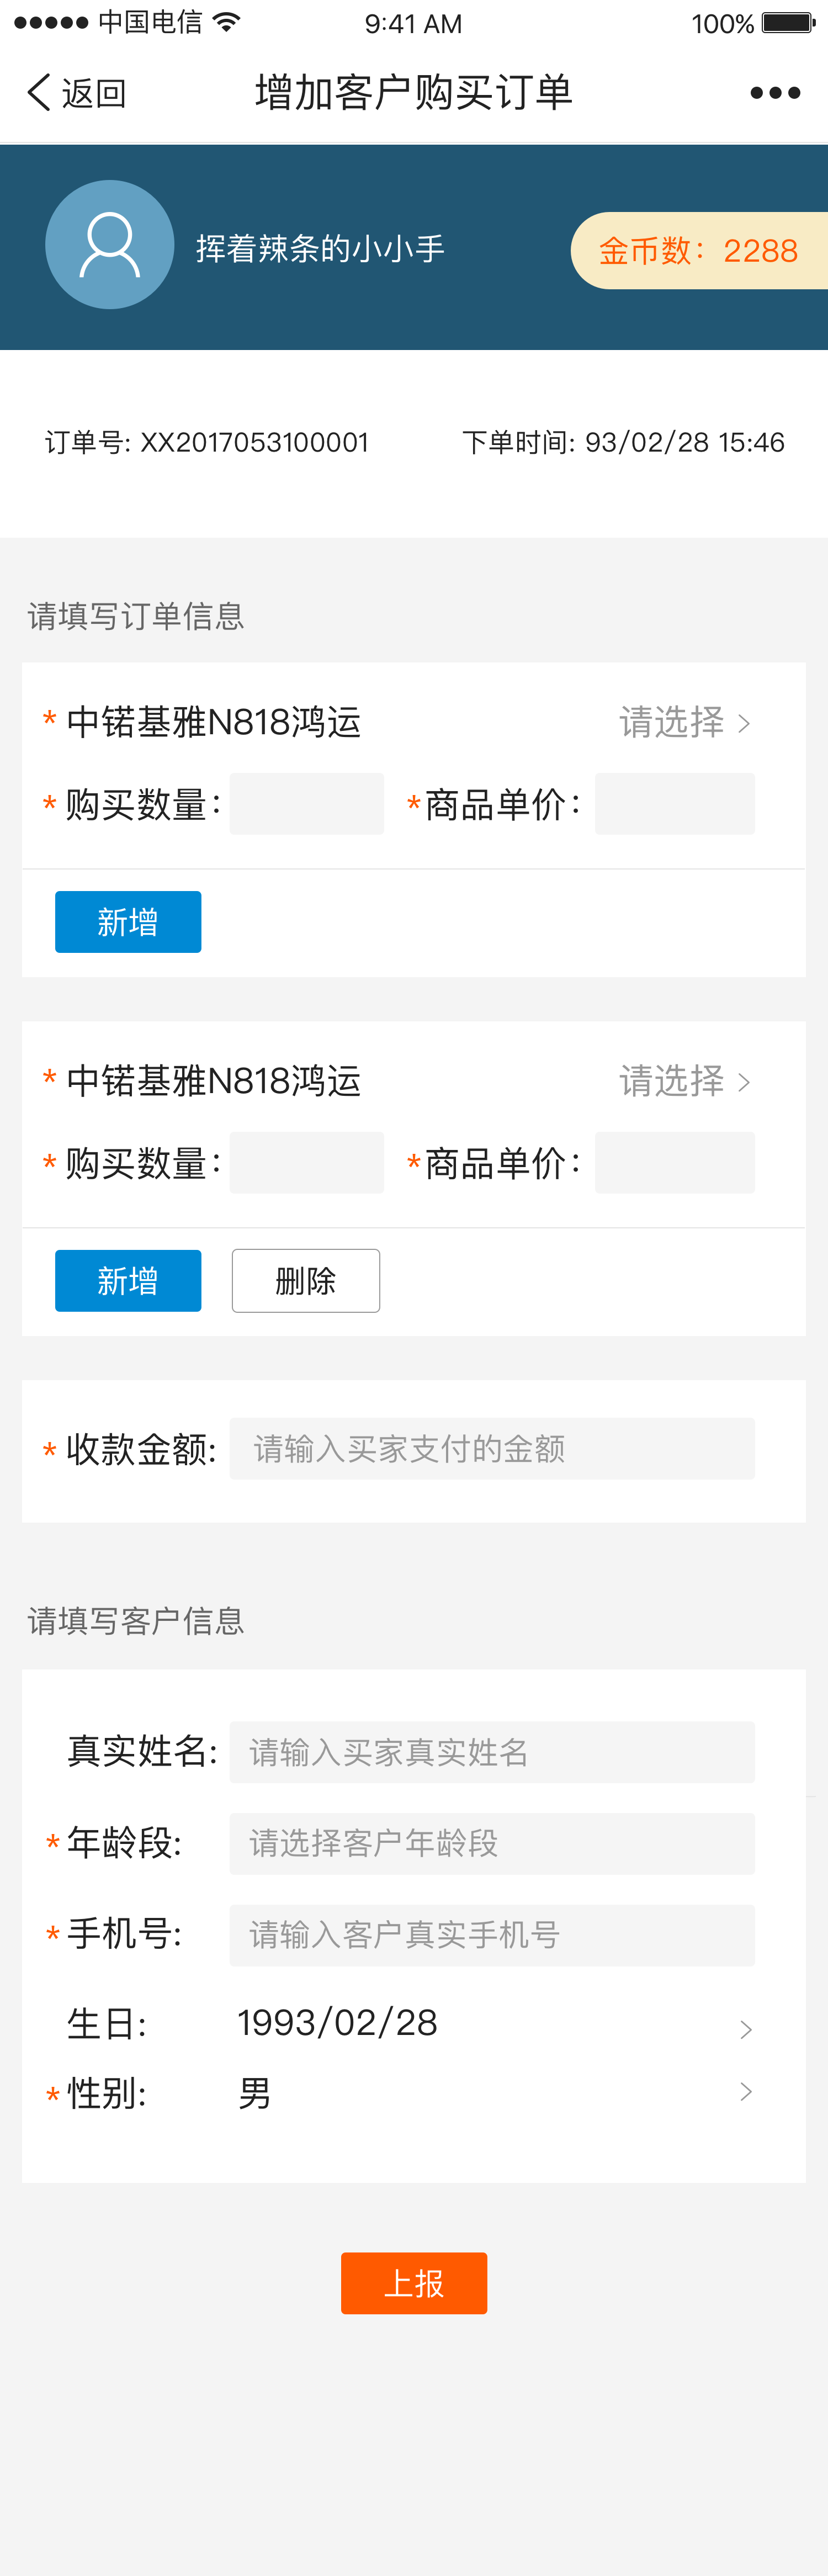 中国电信 9:41 AM 100%
返回 增加客户购买订单
挥着辣条的小小手 金币数：2288
订单号: XX2017053100001 下单时间: 93/02/28 15:46
请填写订单信息
* 中锘基雅N818鸿运 请选择
* 购买数量： *商品单价：
新增
* 中锘基雅N818鸿运 请选择
* 购买数量： *商品单价：
新增 删除
* 收款金额: 请输入买家支付的金额
请填写客户信息
真实姓名: 请输入买家真实姓名
* 年龄段: 请选择客户年龄段
* 手机号: 请输入客户真实手机号
生日: 1993/02/28
* 性别: 男
上报